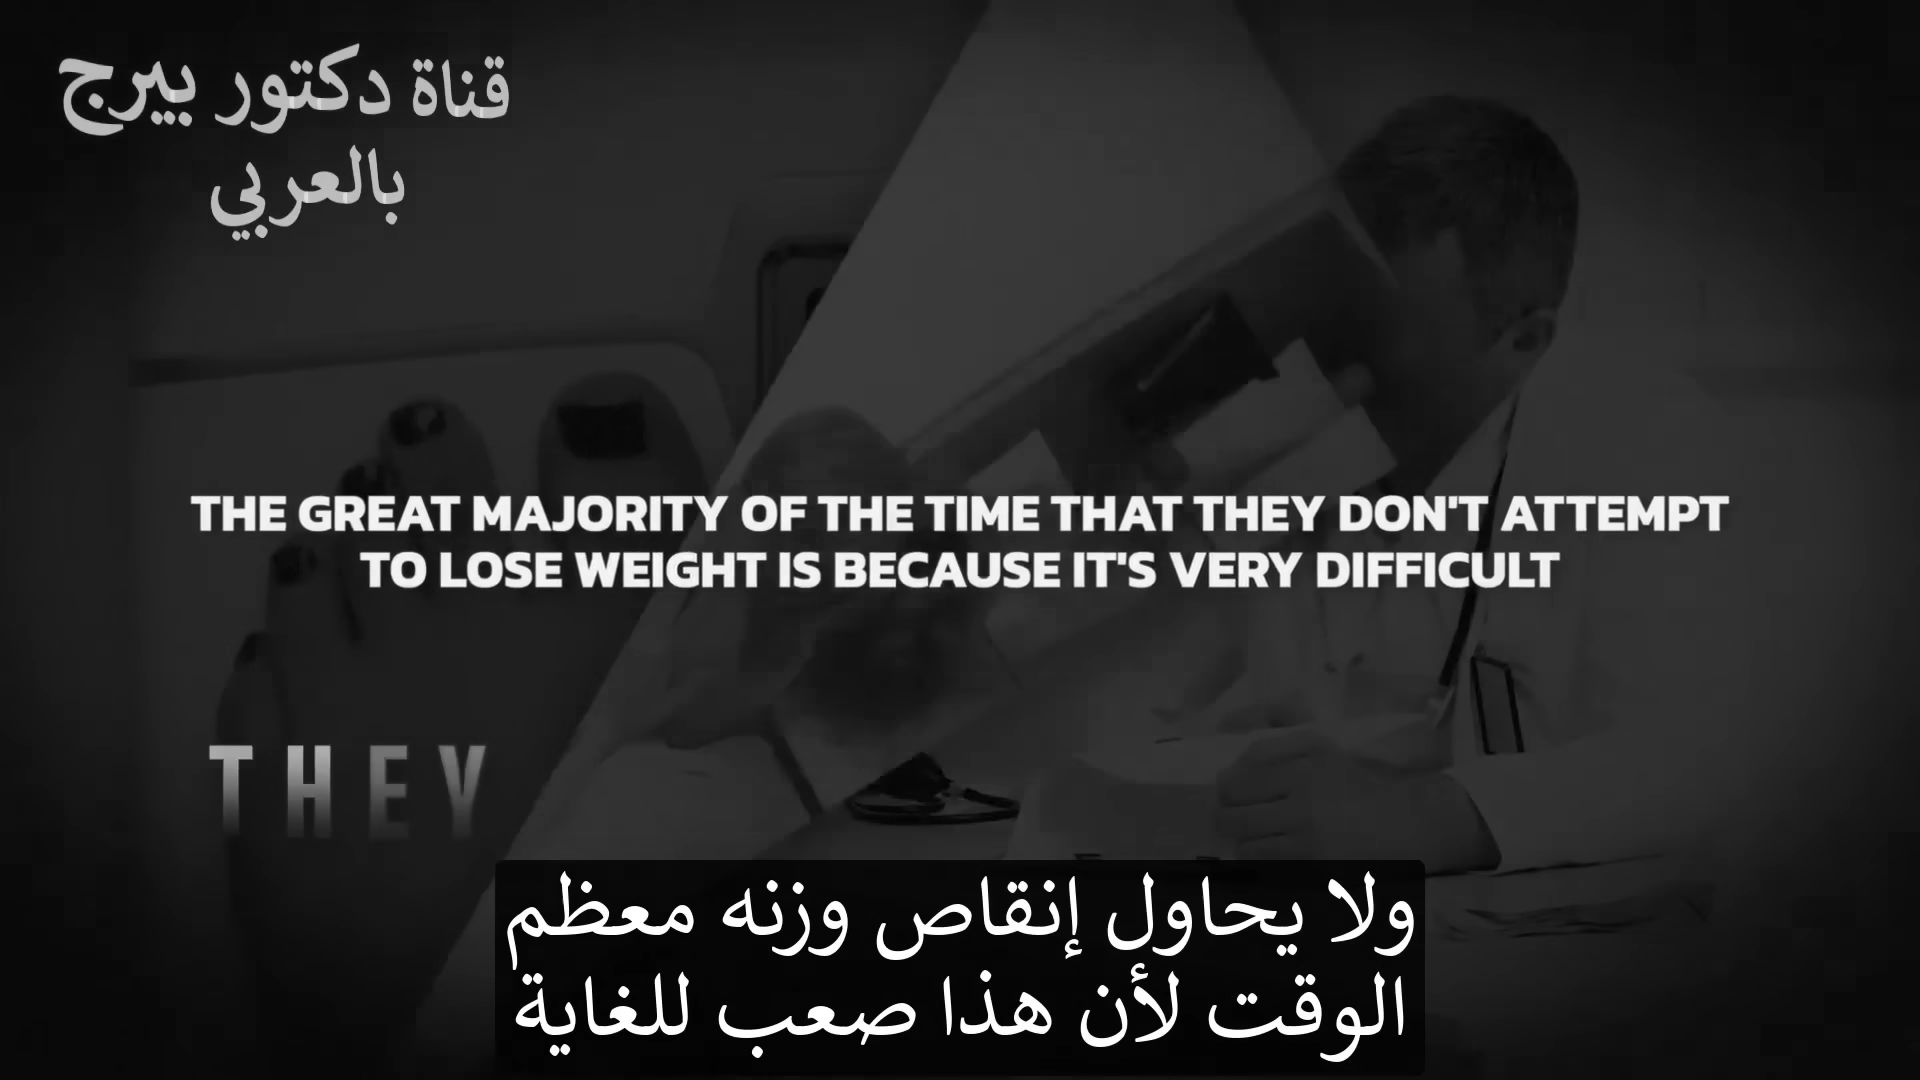 قناة دكتور بيرج
بالعربي
THE GREAT MAJORITY OF THE TIME THAT THEY DON'T ATTEMPT
TO LOSE WEIGHT IS BECAUSE IT'S VERY DIFFICULT
THEY
ولا يحاول إنقاص وزنه معظم
الوقت لأن هذا صعب للغاية